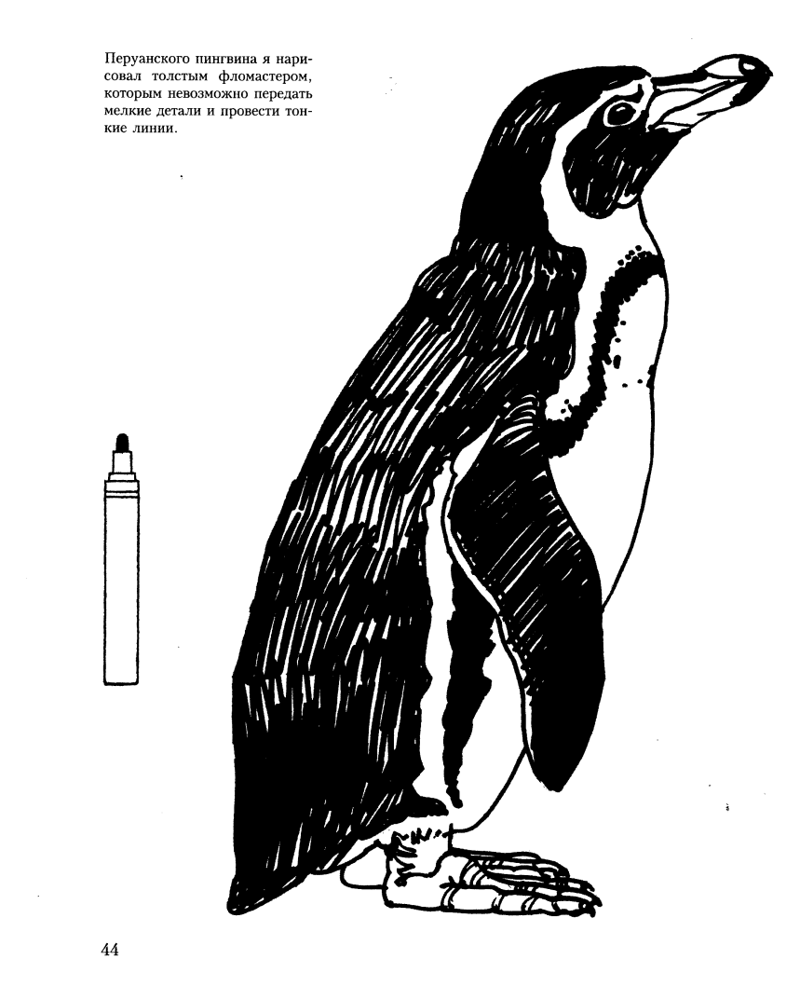 Перуанского пингвина я нари-
совал толстым фломастером,
которым невозможно передать
мелкие детали и провести тон-
кие линии.
44